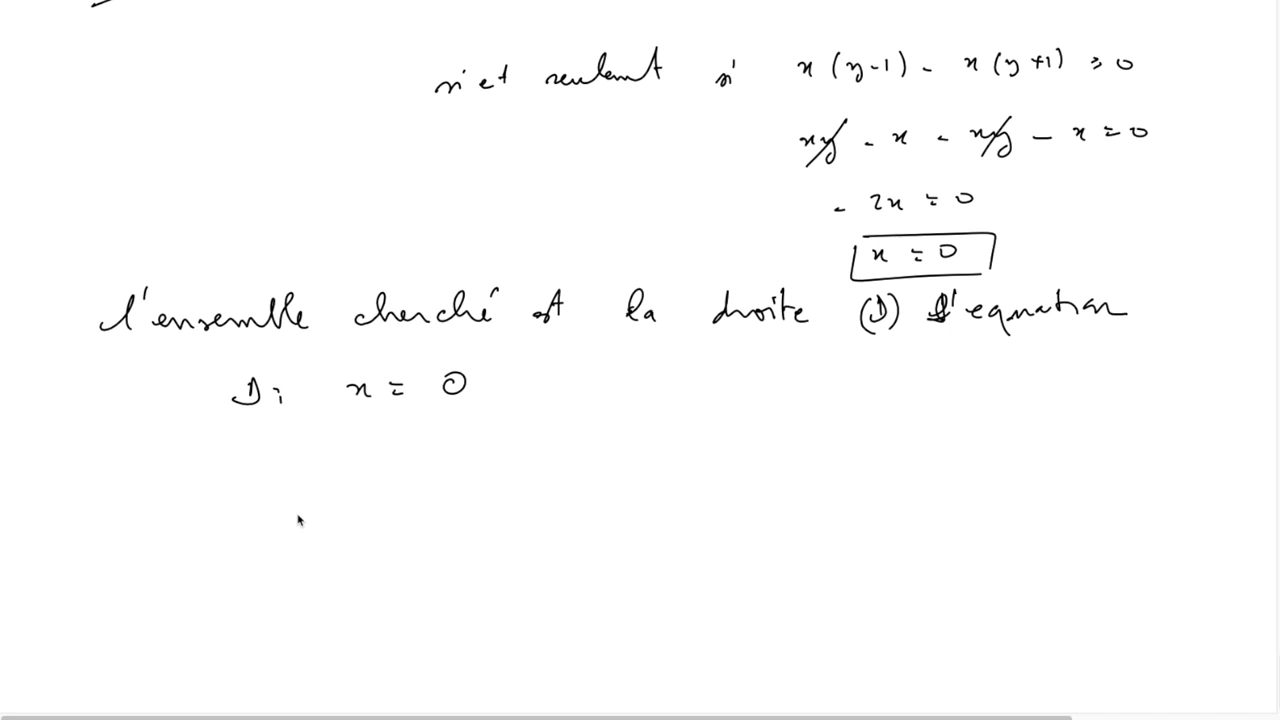 si et seulement si x (y-1) - x (y+1) = 0
xy - x - xy - x = 0
- 2x = 0
x = 0
l'ensemble cherché est la droite (D) d'equation
D: x = 0